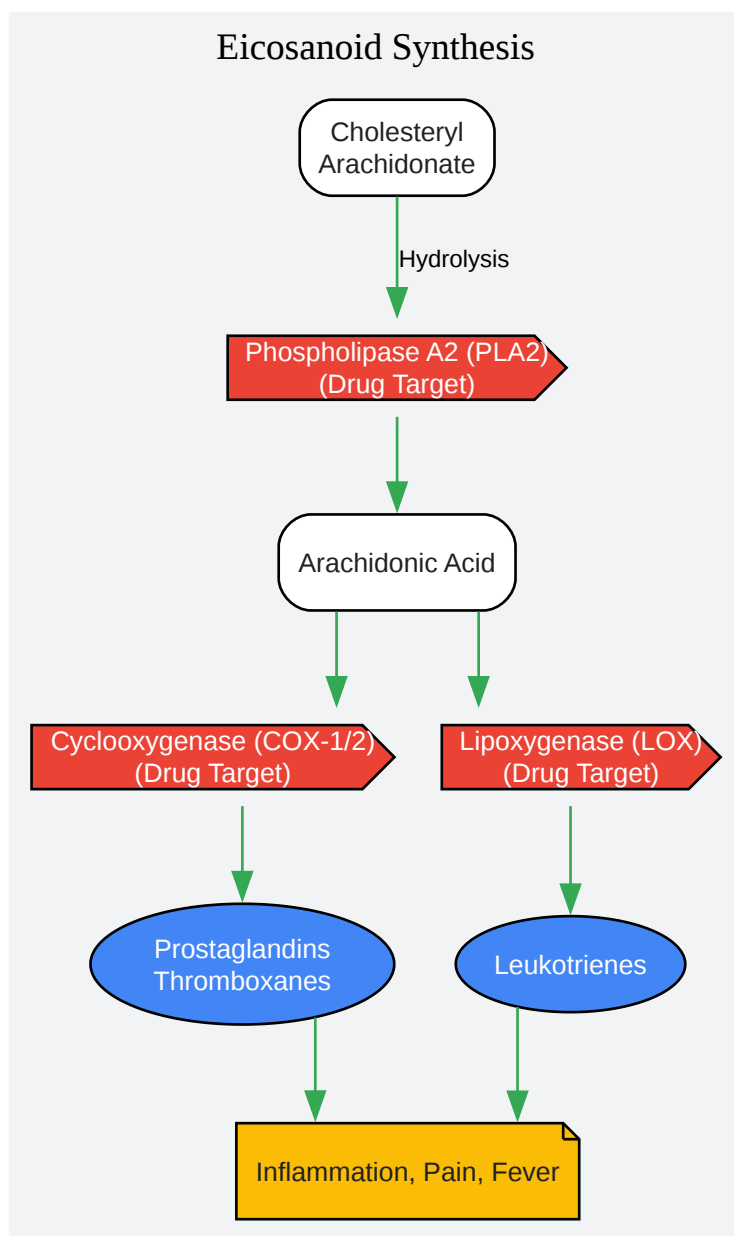 Eicosanoid Synthesis
Cholesteryl
Arachidonate
Hydrolysis
Phospholipase A2 (PLA2)
(Drug Target)
Arachidonic Acid
Cyclooxygenase (COX-1/2)
(Drug Target)
Lipoxygenase (LOX)
(Drug Target)
Prostaglandins
Thromboxanes
Leukotrienes
Inflammation, Pain, Fever